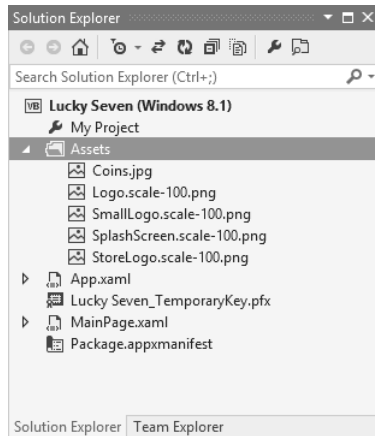 Solution Explorer
Search Solution Explorer (Ctrl+;)
VB Lucky Seven (Windows 8.1)
My Project
Assets
Coins.jpg
Logo.scale-100.png
SmallLogo.scale-100.png
SplashScreen.scale-100.png
StoreLogo.scale-100.png
App.xaml
Lucky Seven_TemporaryKey.pfx
MainPage.xaml
Package.appxmanifest
Solution Explorer Team Explorer